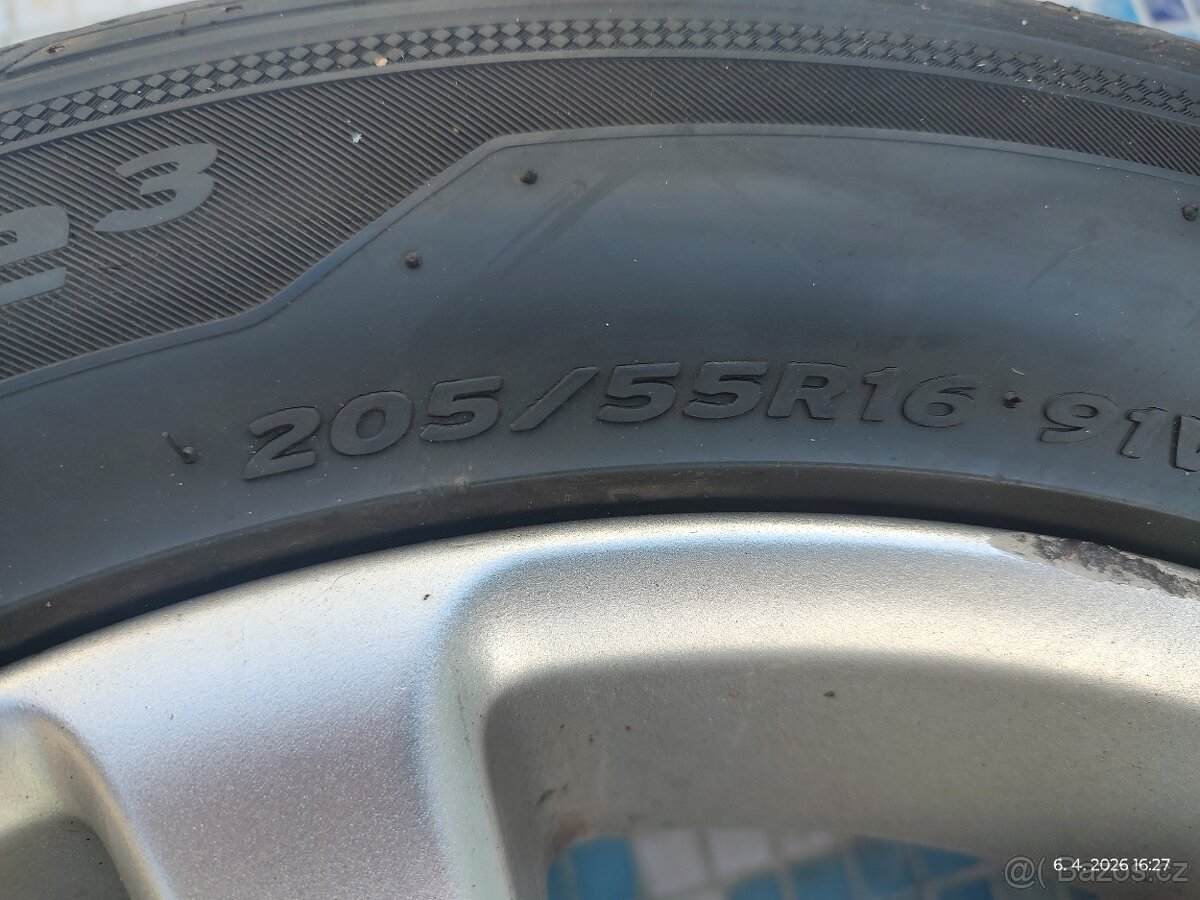 3
205/55R16 91V
6. 4. 2026 16:27
@( Bazos.cz